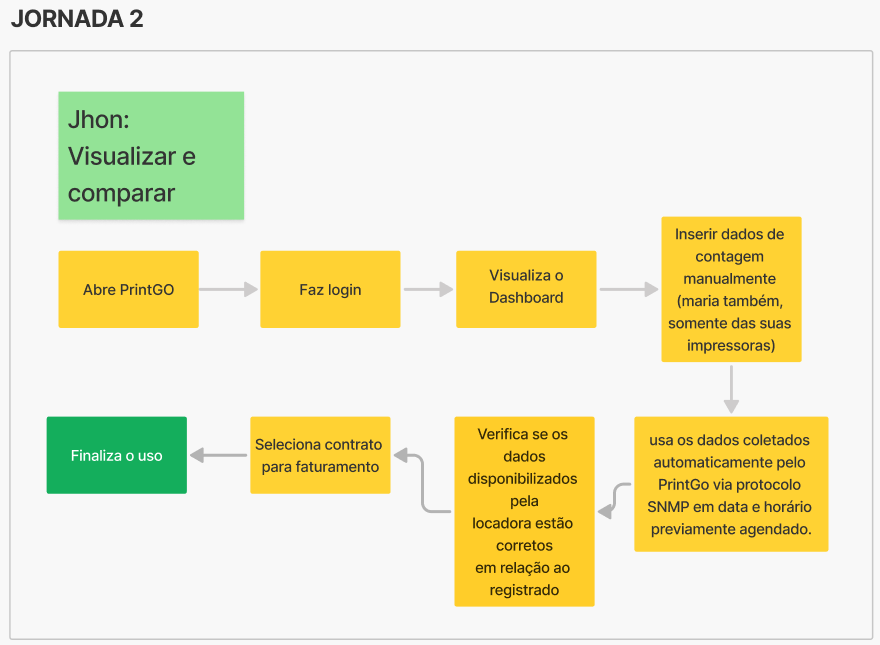 JORNADA 2
Jhon:
Visualizar e
comparar
Abre PrintGO
Faz login
Visualiza o
Dashboard
Inserir dados de
contagem
manualmente
(maria também,
somente das suas
impressoras)
usa os dados coletados
automaticamente pelo
PrintGo via protocolo
SNMP em data e horário
previamente agendado.
Verifica se os
dados
disponibilizados
pela
locadora estão
corretos
em relação ao
registrado
Seleciona contrato
para faturamento
Finaliza o uso